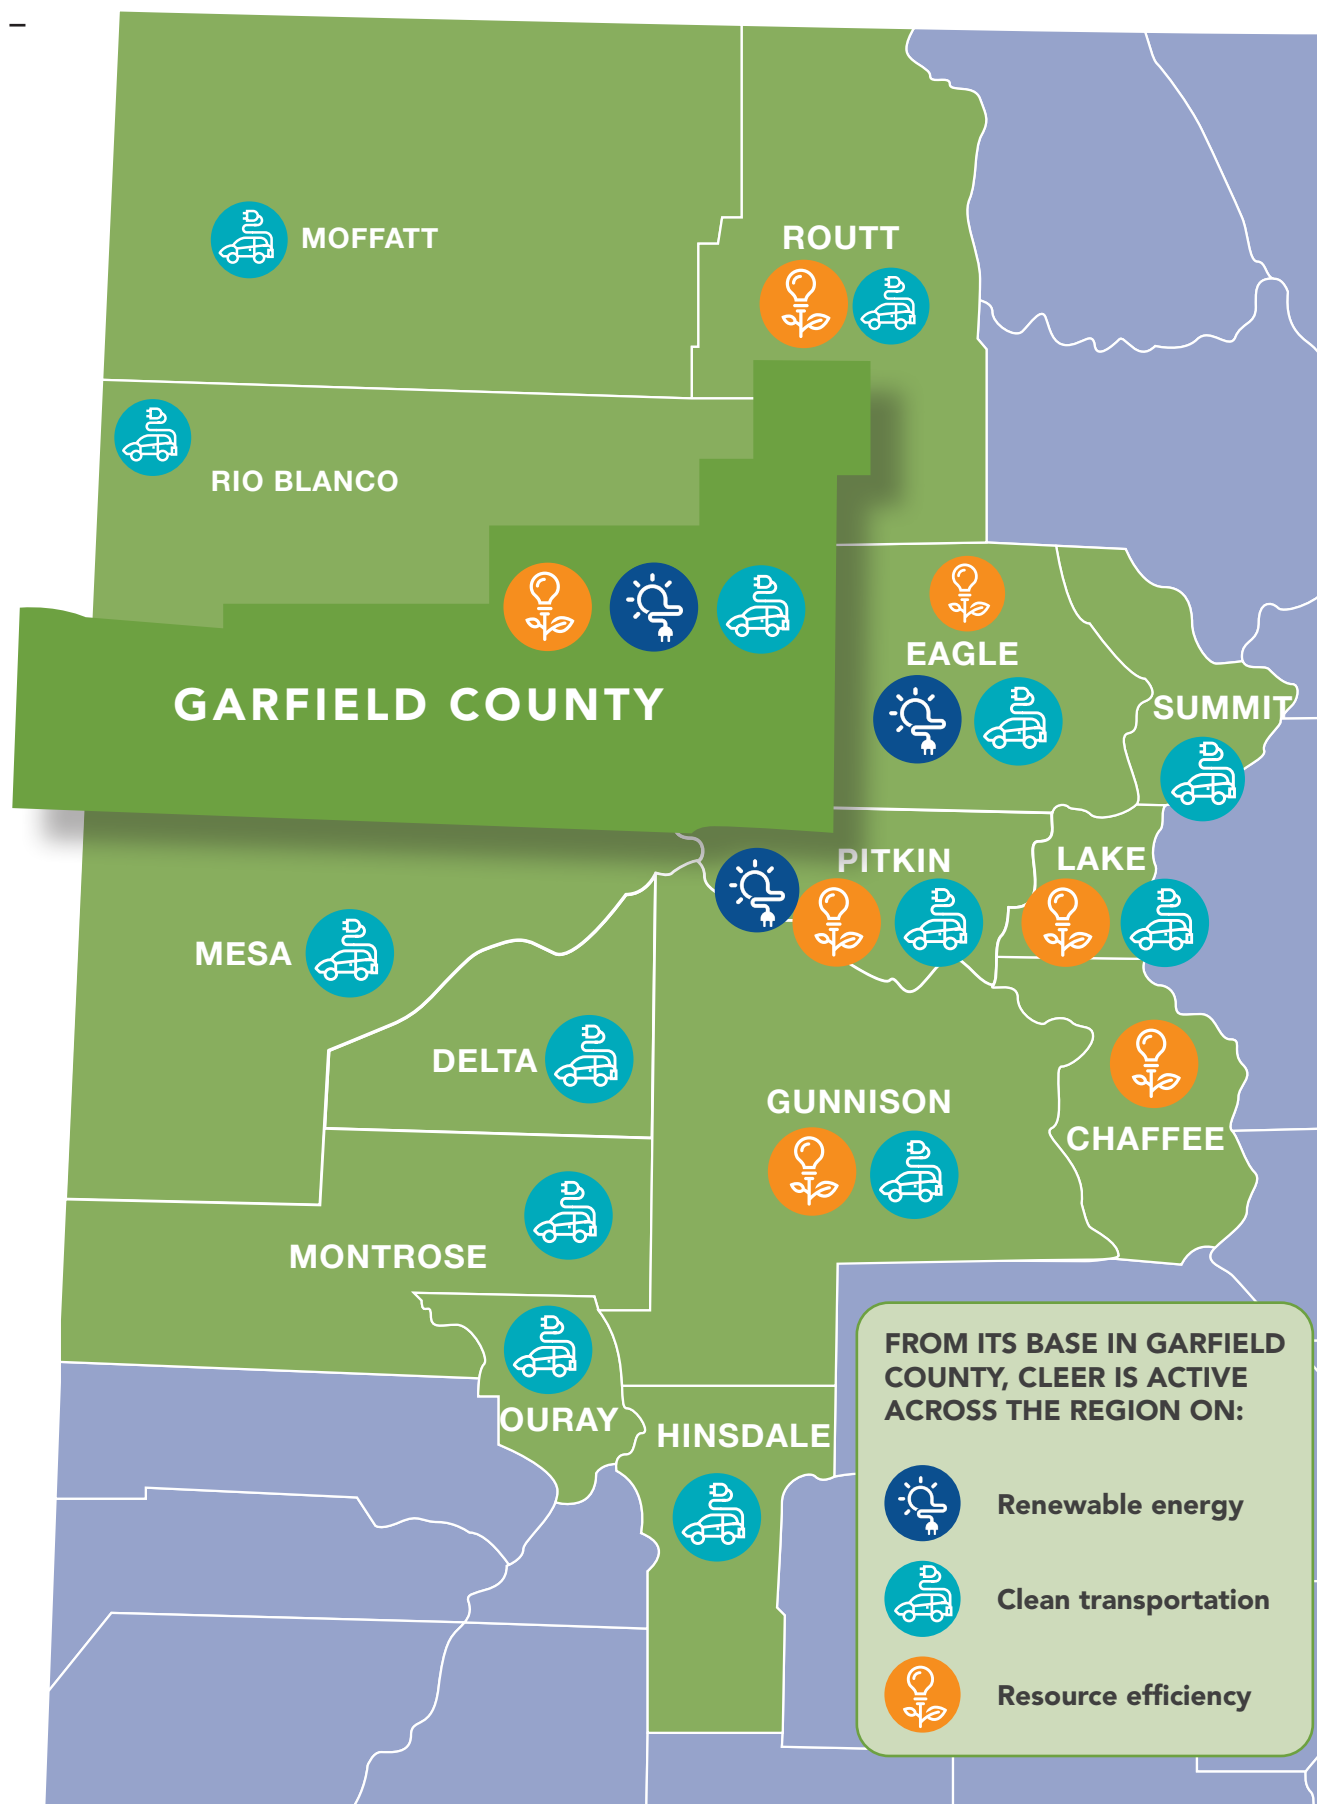 MOFFATT
ROUTT
RIO BLANCO
EAGLE
GARFIELD COUNTY
SUMMIT
PITKIN
LAKE
MESA
DELTA
GUNNISON
CHAFFEE
MONTROSE
OURAY
HINSDALE
FROM ITS BASE IN GARFIELD
COUNTY, CLEER IS ACTIVE
ACROSS THE REGION ON:
Renewable energy
Clean transportation
Resource efficiency